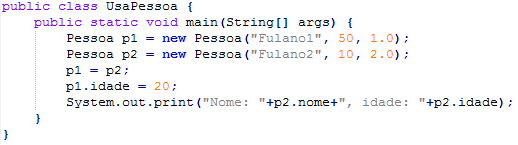 public class UsaPessoa {
    public static void main(String[] args) {
        Pessoa p1 = new Pessoa("Fulano1", 50, 1.0);
        Pessoa p2 = new Pessoa("Fulano2", 10, 2.0);
        p1 = p2;
        p1.idade = 20;
        System.out.print("Nome: "+p2.nome+", idade: "+p2.idade);
    }
}